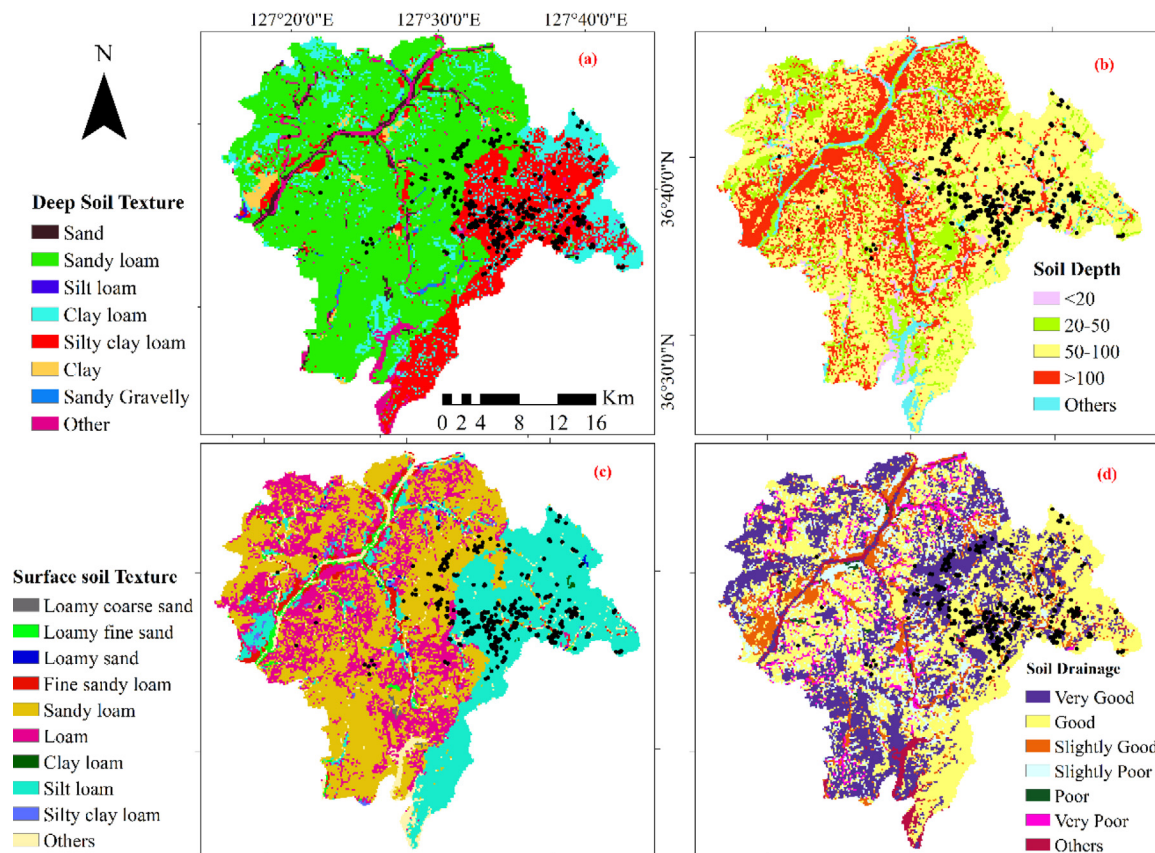 127°20'0"E
127°30'0"E
127°40'0"E
N
(a)
(b)
36°40'0"N
36°30'0"N
Deep Soil Texture
Sand
Sandy loam
Silt loam
Clay loam
Silty clay loam
Clay
Sandy Gravelly
Other
Km
0 2 4 8 12 16
Soil Depth
<20
20-50
50-100
>100
Others
(c)
(d)
Surface soil Texture
Loamy coarse sand
Loamy fine sand
Loamy sand
Fine sandy loam
Sandy loam
Loam
Clay loam
Silt loam
Silty clay loam
Others
Soil Drainage
Very Good
Good
Slightly Good
Slightly Poor
Poor
Very Poor
Others